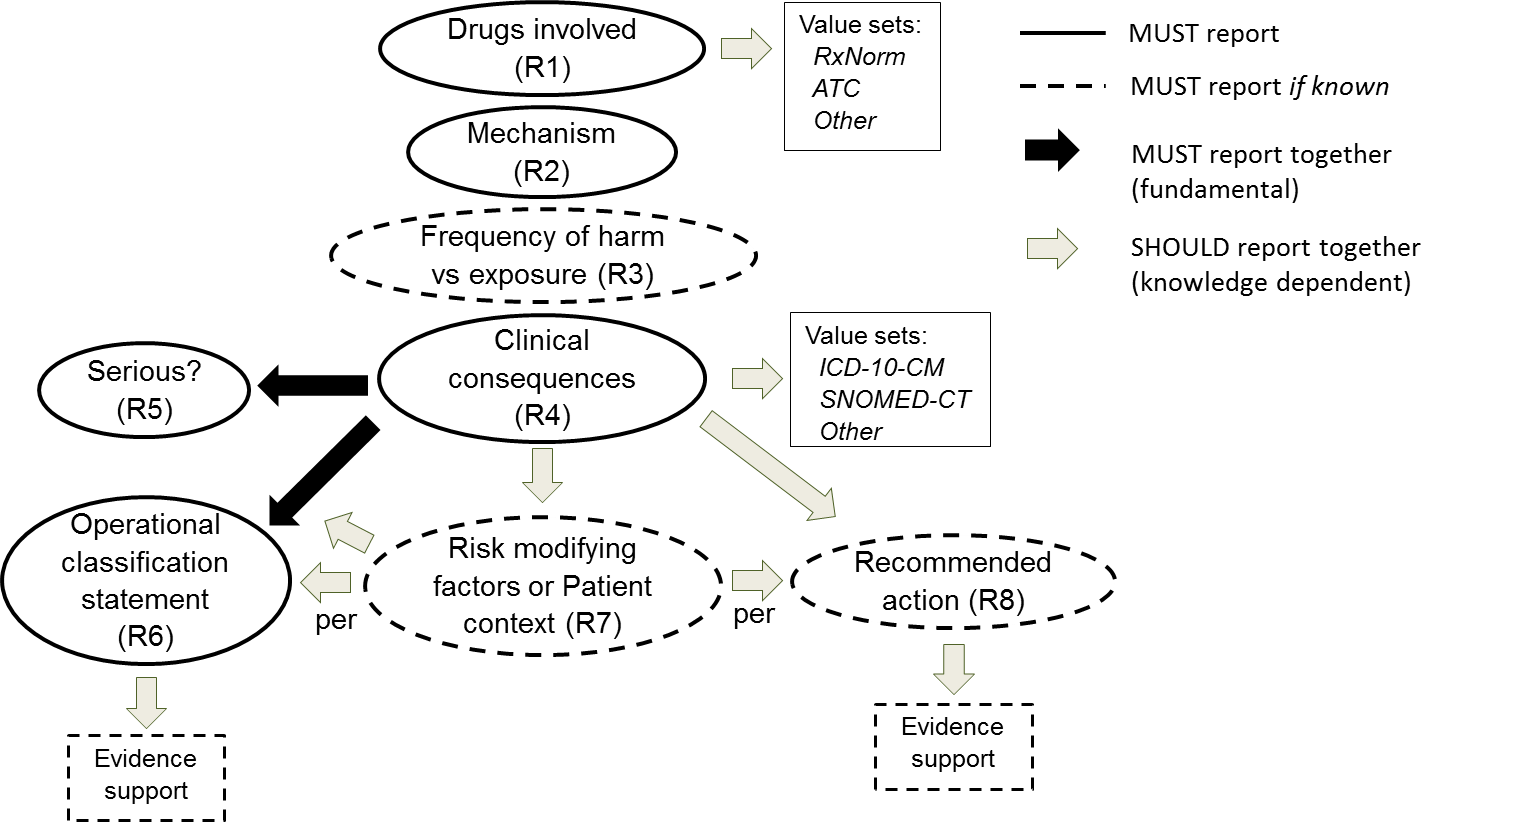 Drugs involved
(R1)
Value sets:
RxNorm
ATC
Other
MUST report
MUST report if known
MUST report together
(fundamental)
SHOULD report together
(knowledge dependent)
Mechanism
(R2)
Frequency of harm
vs exposure (R3)
Clinical
consequences
(R4)
Serious?
(R5)
Value sets:
ICD-10-CM
SNOMED-CT
Other
Operational
classification
statement
(R6)
per
Risk modifying
factors or Patient
context (R7)
per
Recommended
action (R8)
Evidence
support
Evidence
support